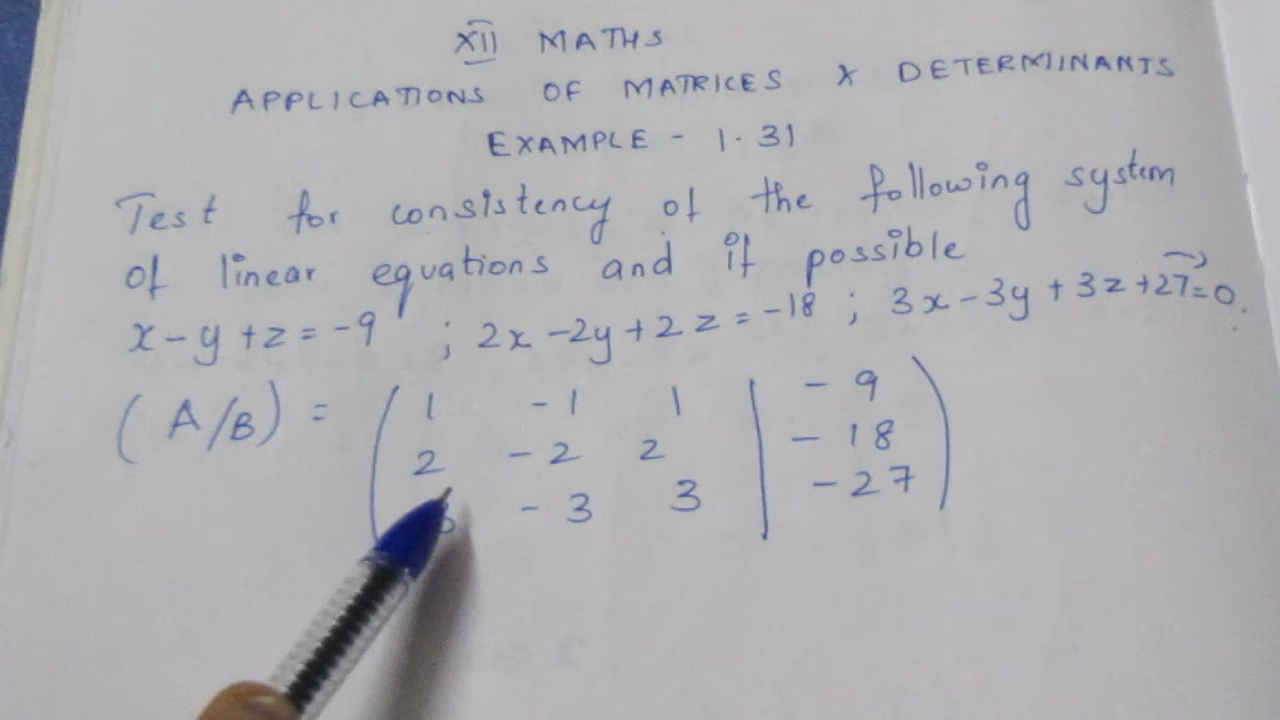 XII MATHS
APPLICATIONS OF MATRICES & DETERMINANTS
EXAMPLE - 1.31
Test for consistency of the following system
of linear equations and if possible
x-y+z=-9 ; 2x-2y+2z=-18 ; 3x-3y+3z+27=0.
(A/B) = ( 1 -1 1 | -9 )
2 -2 2 | -18
-3 3 | -27